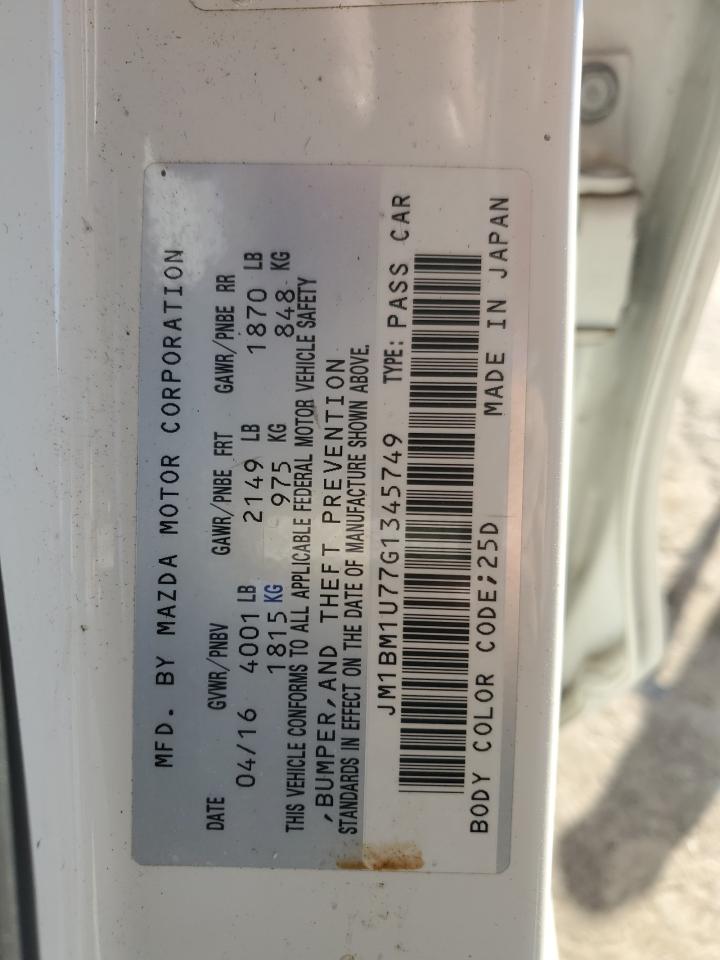 MFD. BY MAZDA MOTOR CORPORATION
DATE GVWR/PNBV GAWR/PNBE FRT GAWR/PNBE RR
04/16 4001 LB 2149 LB 1870 LB
1815 KG 975 KG 848 KG
THIS VEHICLE CONFORMS TO ALL APPLICABLE FEDERAL MOTOR VEHICLE SAFETY
,BUMPER,AND THEFT PREVENTION
STANDARDS IN EFFECT ON THE DATE OF MANUFACTURE SHOWN ABOVE.
JM1BM1U77G1345749 TYPE: PASS CAR
BODY COLOR CODE;25D MADE IN JAPAN